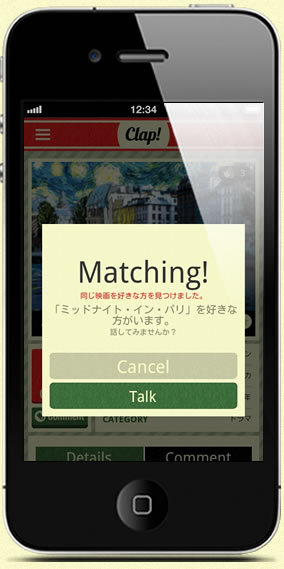 12:34
Clap!
Matching!
同じ映画を好きな方を見つけました。
「ミッドナイト・イン・パリ」を好きな
方がいます。
話してみませんか？
Cancel
Talk
Comment
CATEGORY
ドラマ
Details
Comment